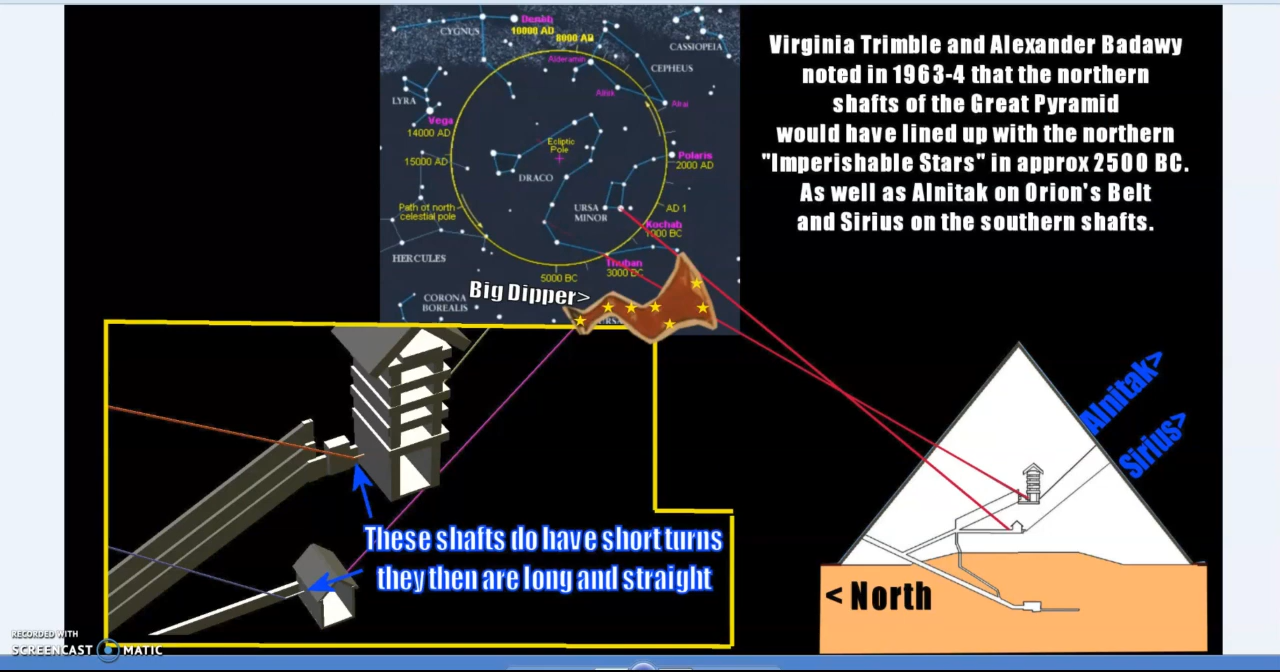 CYGNUS
Deneb
10000 AD
8000 AD
CASSIOPEIA
Alderamin
CEPHEUS
LYRA
Alfirk
Alrai
Vega
14000 AD
Ecliptic
Pole
15000 AD
Polaris
2000 AD
DRACO
Path of north
celestial pole
URSA
MINOR
AD 1
Kochab
1000 BC
HERCULES
Thuban
3000 BC
5000 BC
CORONA
BOREALIS
Big Dipper>
Virginia Trimble and Alexander Badawy
noted in 1963-4 that the northern
shafts of the Great Pyramid
would have lined up with the northern
"Imperishable Stars" in approx 2500 BC.
As well as Alnitak on Orion's Belt
and Sirius on the southern shafts.
These shafts do have short turns
they then are long and straight
Alnitak>
Sirius>
< North
RECORDED WITH
SCREENCAST MATIC